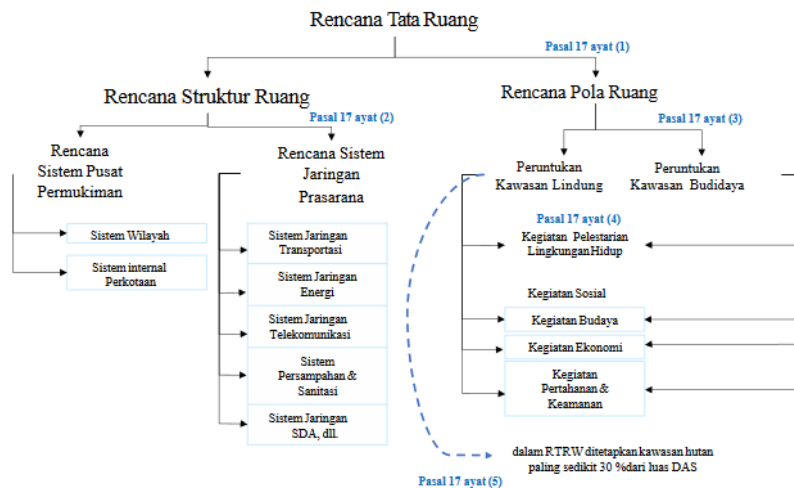 Rencana Tata Ruang
Pasal 17 ayat (1)
Rencana Struktur Ruang
Rencana Pola Ruang
Pasal 17 ayat (2)
Pasal 17 ayat (3)
Rencana
Sistem Pusat
Permukiman
Rencana Sistem
Jaringan
Prasarana
Peruntukan
Kawasan Lindung
Peruntukan
Kawasan Budidaya
Sistem Wilayah
Sistem internal
Perkotaan
Sistem Jaringan
Transportasi
Sistem Jaringan
Energi
Sistem Jaringan
Telekomunikasi
Sistem
Persampahan &
Sanitasi
Sistem Jaringan
SDA, dll.
Pasal 17 ayat (4)
Kegiatan Pelestarian
Lingkungan Hidup
Kegiatan Sosial
Kegiatan Budaya
Kegiatan Ekonomi
Kegiatan
Pertahanan &
Keamanan
dalam RTRW ditetapkan kawasan hutan
paling sedikit 30 % dari luas DAS
Pasal 17 ayat (5)